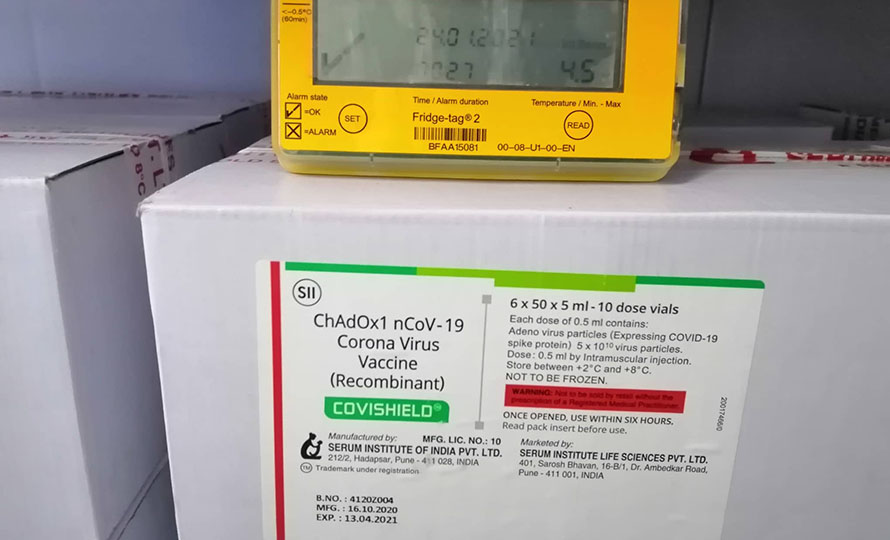 <-0.5°C
(60min)
24.01.2021
4.5
Alarm state
=OK
=ALARM
SET
Time / Alarm duration
Fridge-tag® 2
BFAA15081
Temperature / Min. - Max
READ
00-08-U1-00-EN
8°C
SII
ChAdOx1 nCoV-19
Corona Virus
Vaccine
(Recombinant)
COVISHIELD™
Manufactured by: MFG. LIC. NO.: 10
SERUM INSTITUTE OF INDIA PVT. LTD.
212/2, Hadapsar, Pune - 411 028, INDIA
TM Trademark under registration
B.NO. : 4120Z004
MFG. : 16.10.2020
EXP. : 13.04.2021
6 x 50 x 5 ml - 10 dose vials
Each dose of 0.5 ml contains:
Adeno virus particles (Expressing COVID-19
spike protein) 5 x 10¹⁰ virus particles.
Dose: 0.5 ml by Intramuscular injection.
Store between +2°C and +8°C.
NOT TO BE FROZEN.
WARNING: Not to be sold by retail without the
prescription of a Registered Medical Practitioner.
ONCE OPENED, USE WITHIN SIX HOURS.
Read pack insert before use.
Marketed by:
SERUM INSTITUTE LIFE SCIENCES PVT. LTD.
401, Sarosh Bhavan, 16-B/1, Dr. Ambedkar Road,
Pune - 411 001, INDIA